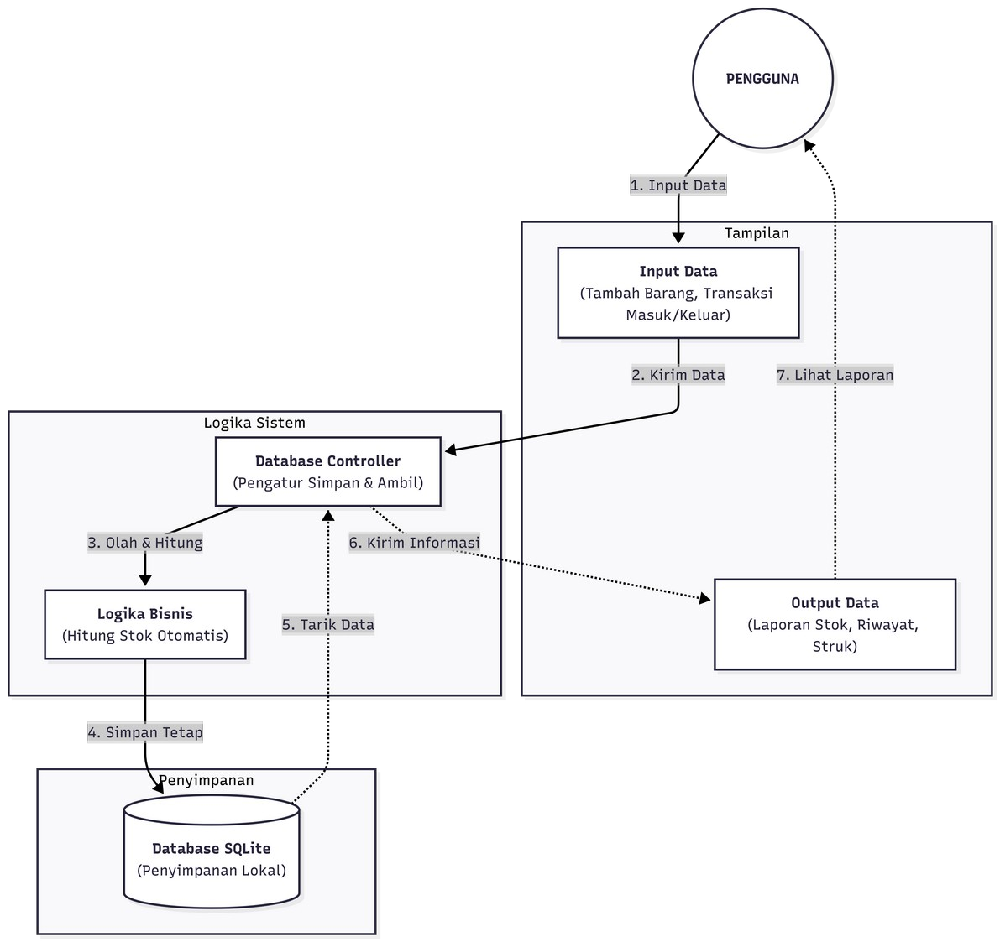 PENGGUNA
1. Input Data
Tampilan
Input Data
(Tambah Barang, Transaksi
Masuk/Keluar)
2. Kirim Data
7. Lihat Laporan
Logika Sistem
Database Controller
(Pengatur Simpan & Ambil)
3. Olah & Hitung
6. Kirim Informasi
Logika Bisnis
(Hitung Stok Otomatis)
5. Tarik Data
Output Data
(Laporan Stok, Riwayat,
Struk)
4. Simpan Tetap
Penyimpanan
Database SQLite
(Penyimpanan Lokal)